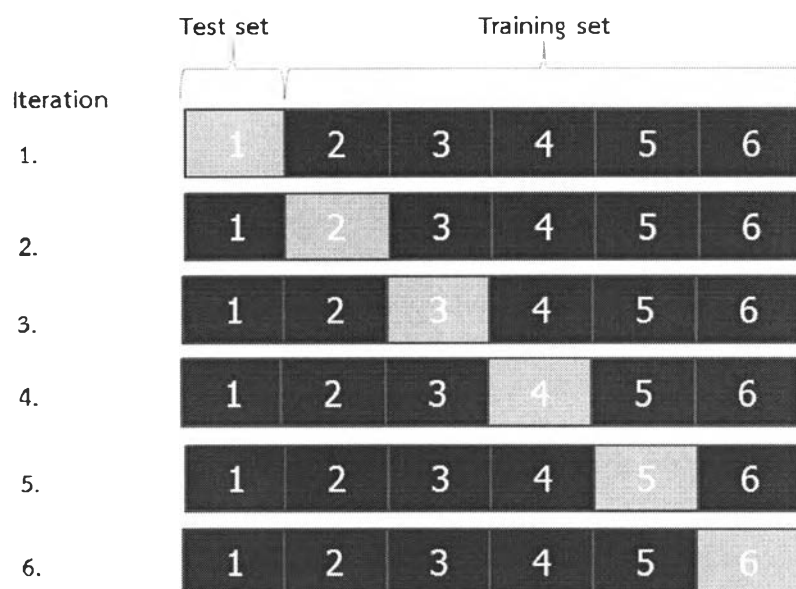 Test set Training set
Iteration
1. 1 2 3 4 5 6
2. 1 2 3 4 5 6
3. 1 2 3 4 5 6
4. 1 2 3 4 5 6
5. 1 2 3 4 5 6
6. 1 2 3 4 5 6